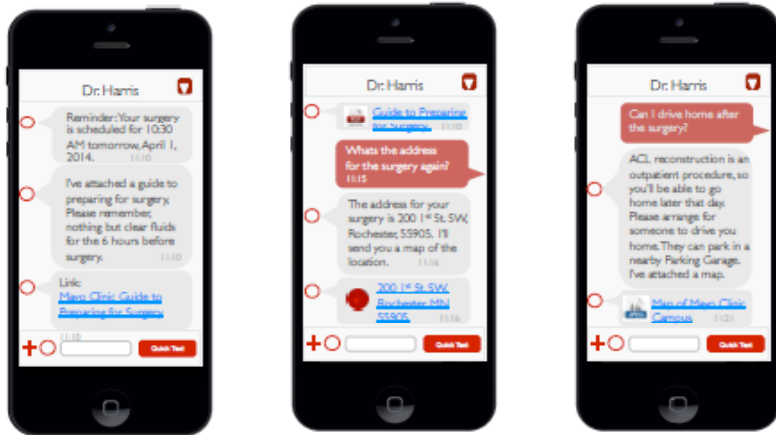 Dr. Harris
Reminder: Your surgery
is scheduled for 10:30
AM tomorrow, April 1,
2014. 11:10
I've attached a guide to
preparing for surgery,
Please remember,
nothing but clear fluids
for the 6 hours before
surgery. 11:10
Link:
Mayo Clinic Guide to
Preparing for Surgery
11:10
Quick Text
Dr. Harris
Guide to Preparing
for Surgery. 11:10
Whats the address
for the surgery again?
11:15
The address for your
surgery is 200 1st St. SW,
Rochester, 55905. I'll
send you a map of the
location. 11:16
200 1st St. SW,
Rochester MN
55905. 11:16
Quick Text
Dr. Harris
Can I drive home after
the surgery?
ACL reconstruction is an
outpatient procedure, so
you'll be able to go
home later that day.
Please arrange for
someone to drive you
home. They can park in a
nearby Parking Garage.
I've attached a map.
Map of Mayo Clinic
Campus 11:21
Quick Text